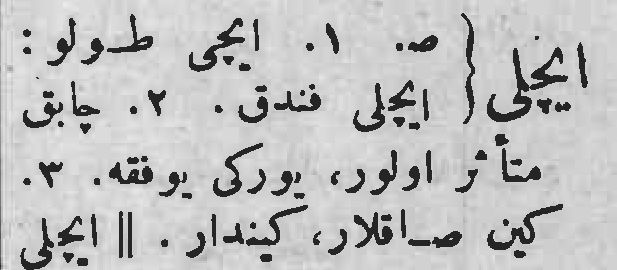 ایچلی { ص. ۱. ایچی طولو :
ایچلی فندق . ۲. چابق
متأثر اولور، یورکی یوفقه. ۳.
کین صاقلار، کیندار . || ایچلی